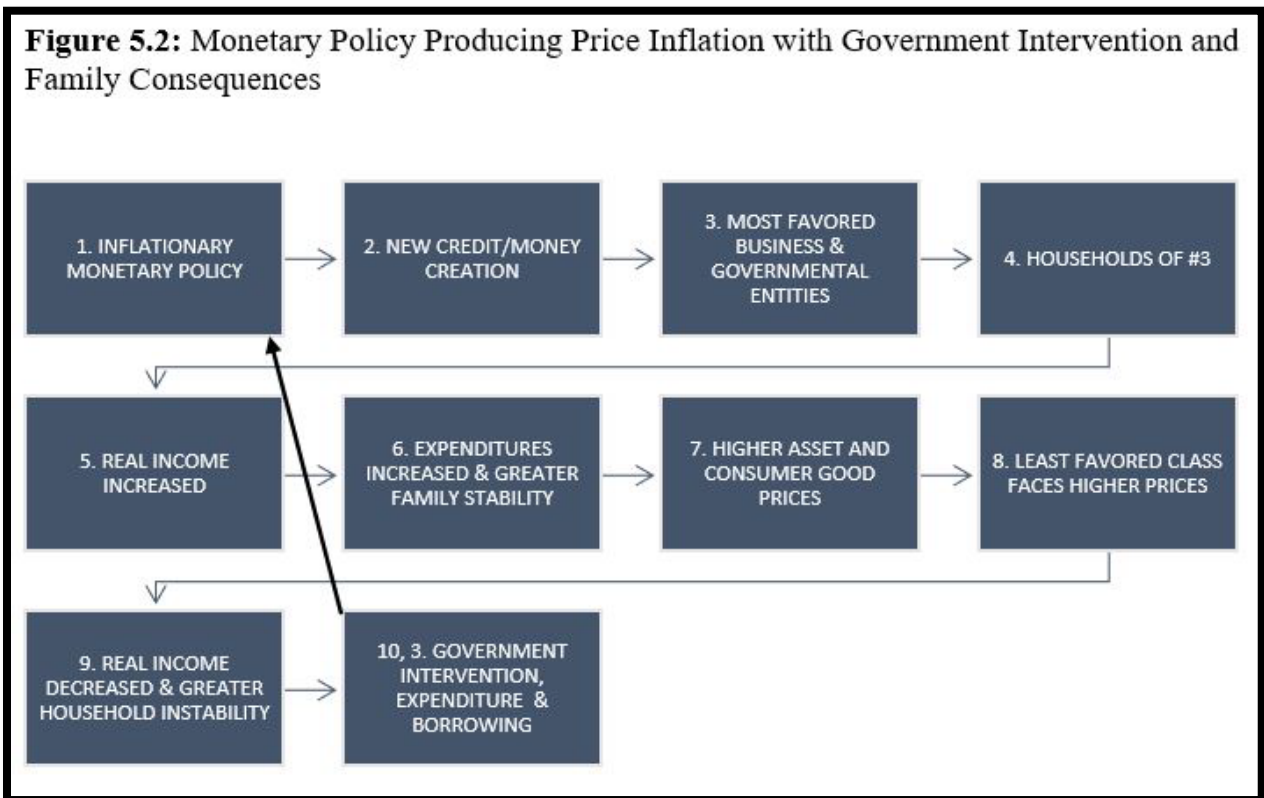 Figure 5.2: Monetary Policy Producing Price Inflation with Government Intervention and
Family Consequences
1. INFLATIONARY
MONETARY POLICY
2. NEW CREDIT/MONEY
CREATION
3. MOST FAVORED
BUSINESS &
GOVERNMENTAL
ENTITIES
4. HOUSEHOLDS OF #3
5. REAL INCOME
INCREASED
6. EXPENDITURES
INCREASED & GREATER
FAMILY STABILITY
7. HIGHER ASSET AND
CONSUMER GOOD
PRICES
8. LEAST FAVORED CLASS
FACES HIGHER PRICES
9. REAL INCOME
DECREASED & GREATER
HOUSEHOLD INSTABILITY
10, 3. GOVERNMENT
INTERVENTION,
EXPENDITURE &
BORROWING